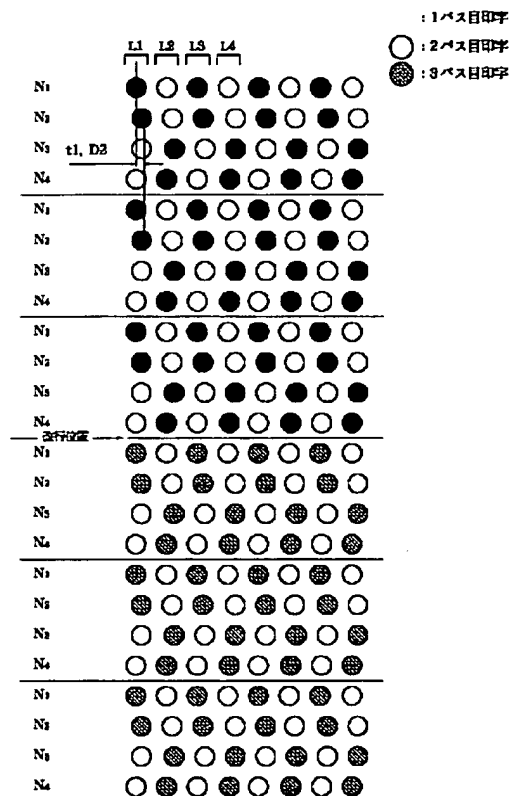 ：1パス目印字
：2パス目印字
：3パス目印字
L1 L2 L3 L4
N₁
N₂
N₃
t1, D2
N₄
N₁
N₂
N₃
N₄
N₁
N₂
N₃
N₄
改行位置
N₁
N₂
N₃
N₄
N₁
N₂
N₃
N₄
N₁
N₂
N₃
N₄